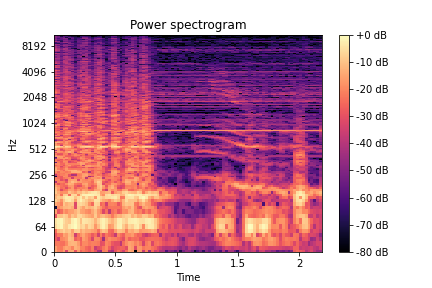 Power spectrogram
8192
4096
2048
1024
512
256
128
64
0
Hz
0 0.5 1 1.5 2
Time
+0 dB
-10 dB
-20 dB
-30 dB
-40 dB
-50 dB
-60 dB
-70 dB
-80 dB